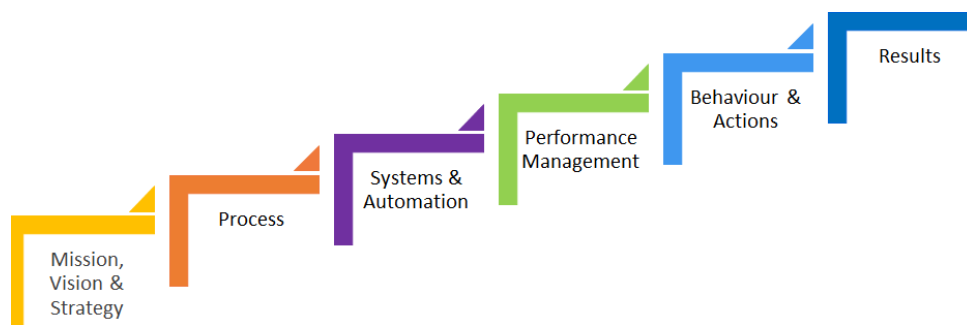 Mission,
Vision &
Strategy
Process
Systems &
Automation
Performance
Management
Behaviour &
Actions
Results